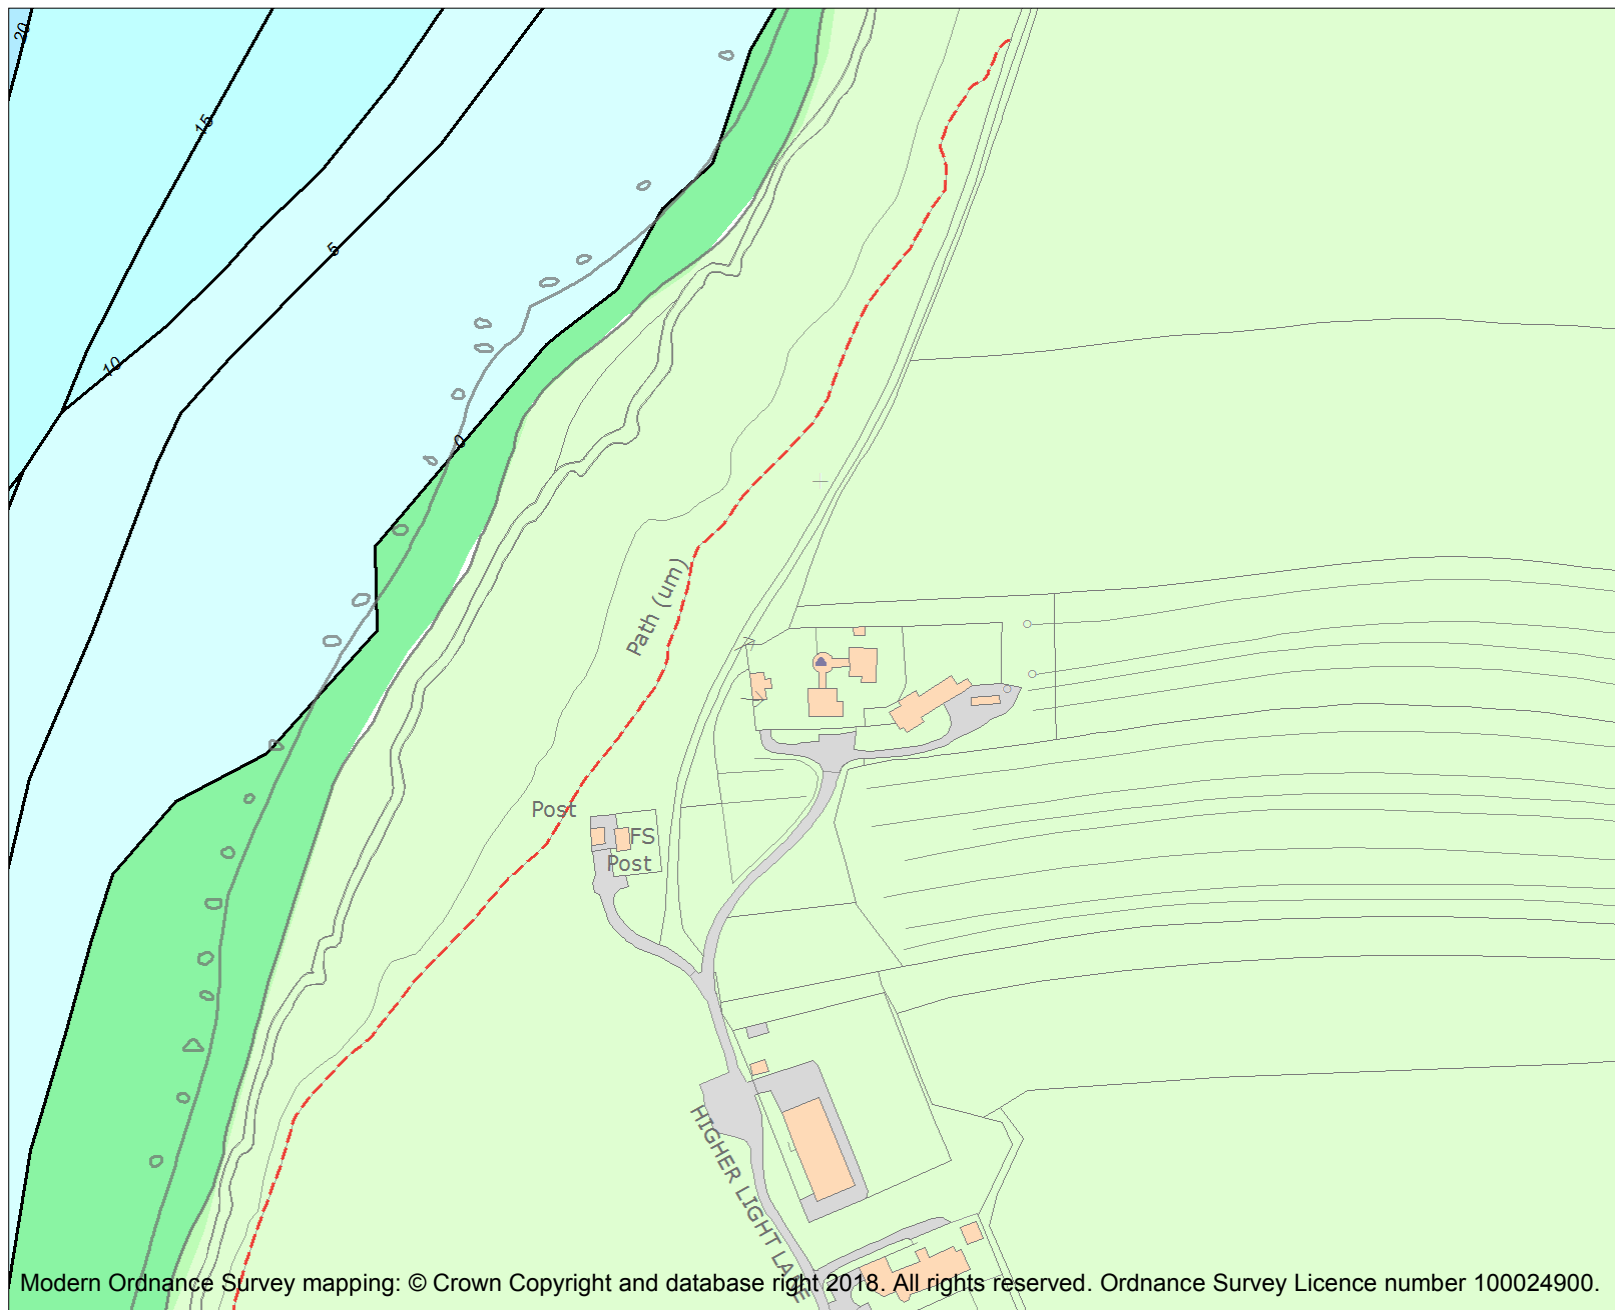 20
15
5
10
0
Path (um)
Post
FS
Post
HIGHER LIGHT LANE
Modern Ordnance Survey mapping: © Crown Copyright and database right 2018. All rights reserved. Ordnance Survey Licence number 100024900.